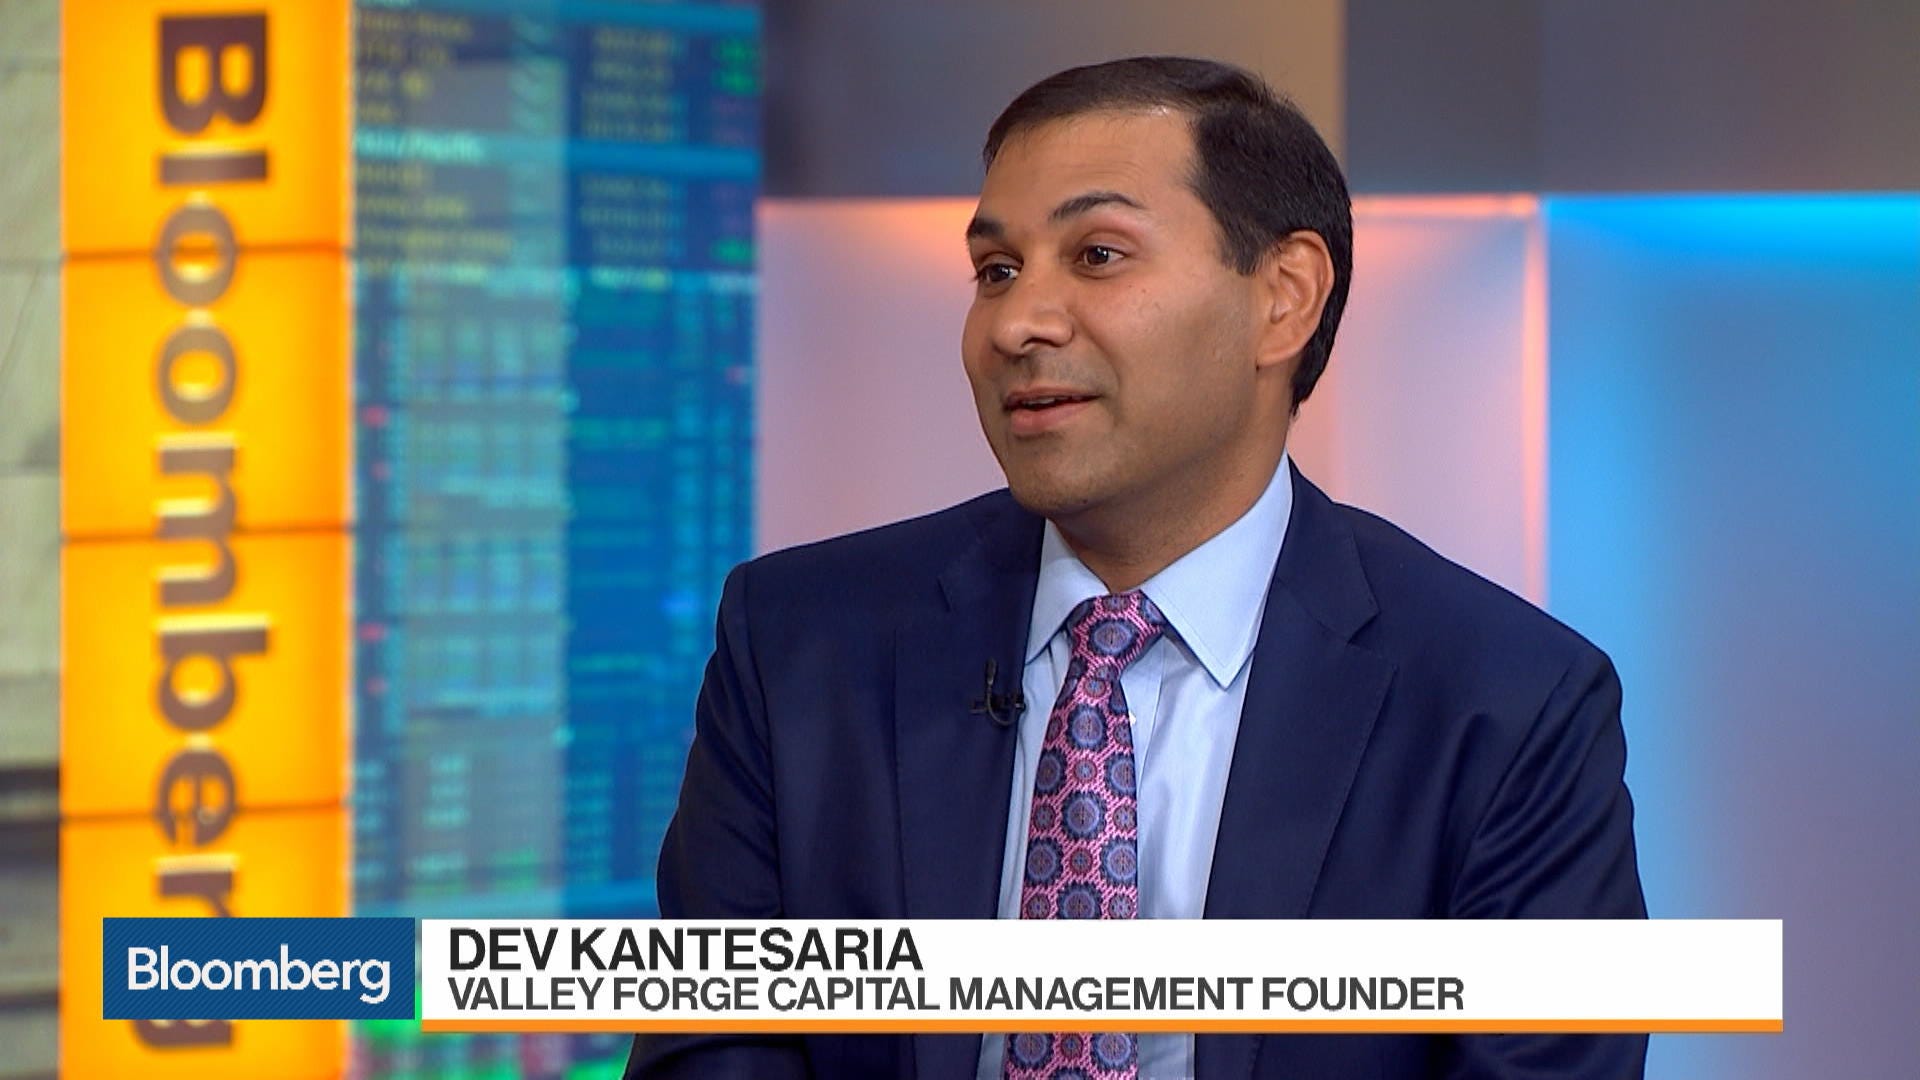 Bloomberg
Bloomberg
DEV KANTESARIA
VALLEY FORGE CAPITAL MANAGEMENT FOUNDER